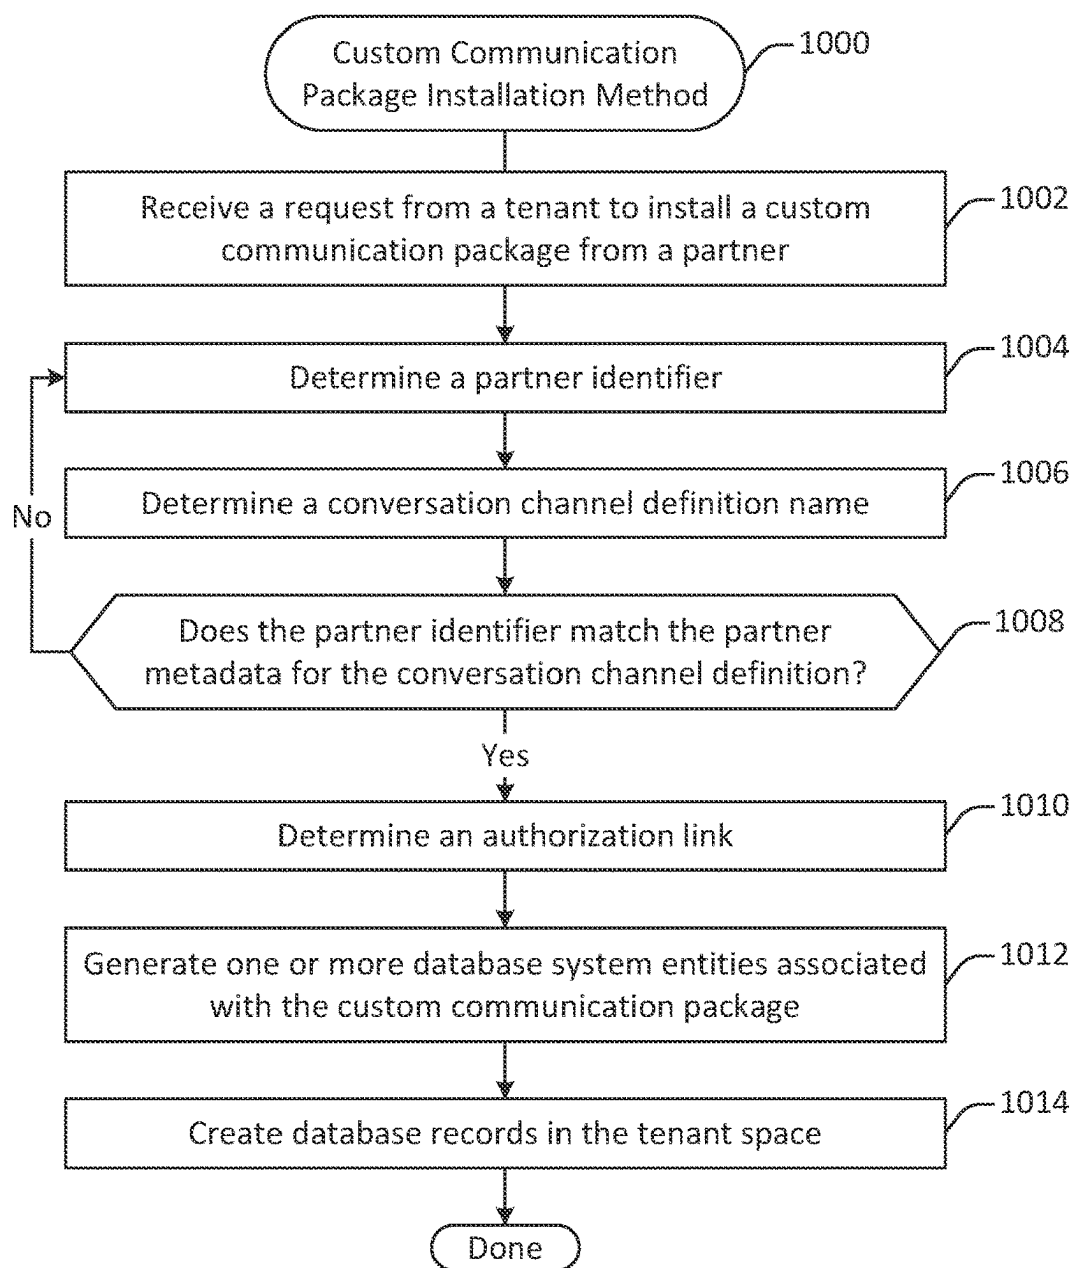 Custom Communication
Package Installation Method
1000
Receive a request from a tenant to install a custom
communication package from a partner
1002
Determine a partner identifier
1004
Determine a conversation channel definition name
1006
No
Does the partner identifier match the partner
metadata for the conversation channel definition?
1008
Yes
Determine an authorization link
1010
Generate one or more database system entities associated
with the custom communication package
1012
Create database records in the tenant space
1014
Done